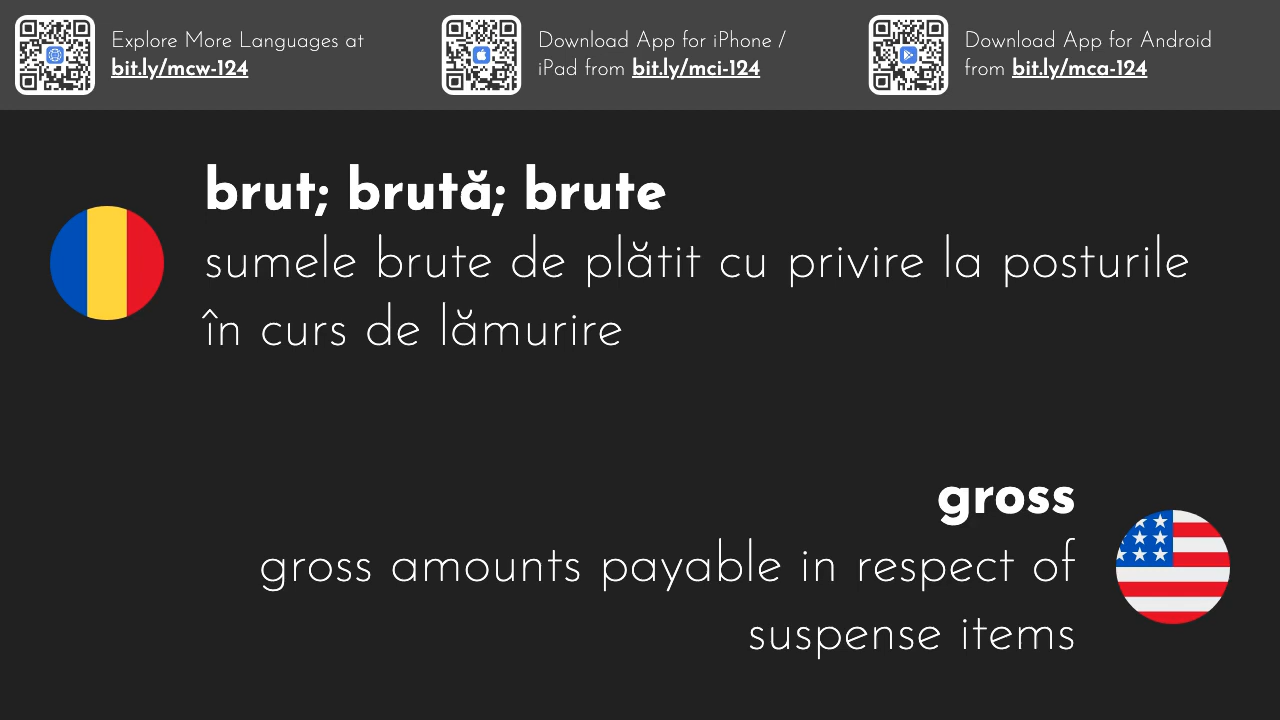 Explore More Languages at
bit.ly/mcw-124
Download App for iPhone /
iPad from bit.ly/mci-124
Download App for Android
from bit.ly/mca-124
brut; brută; brute
sumele brute de plătit cu privire la posturile
în curs de lămurire
gross
gross amounts payable in respect of
suspense items